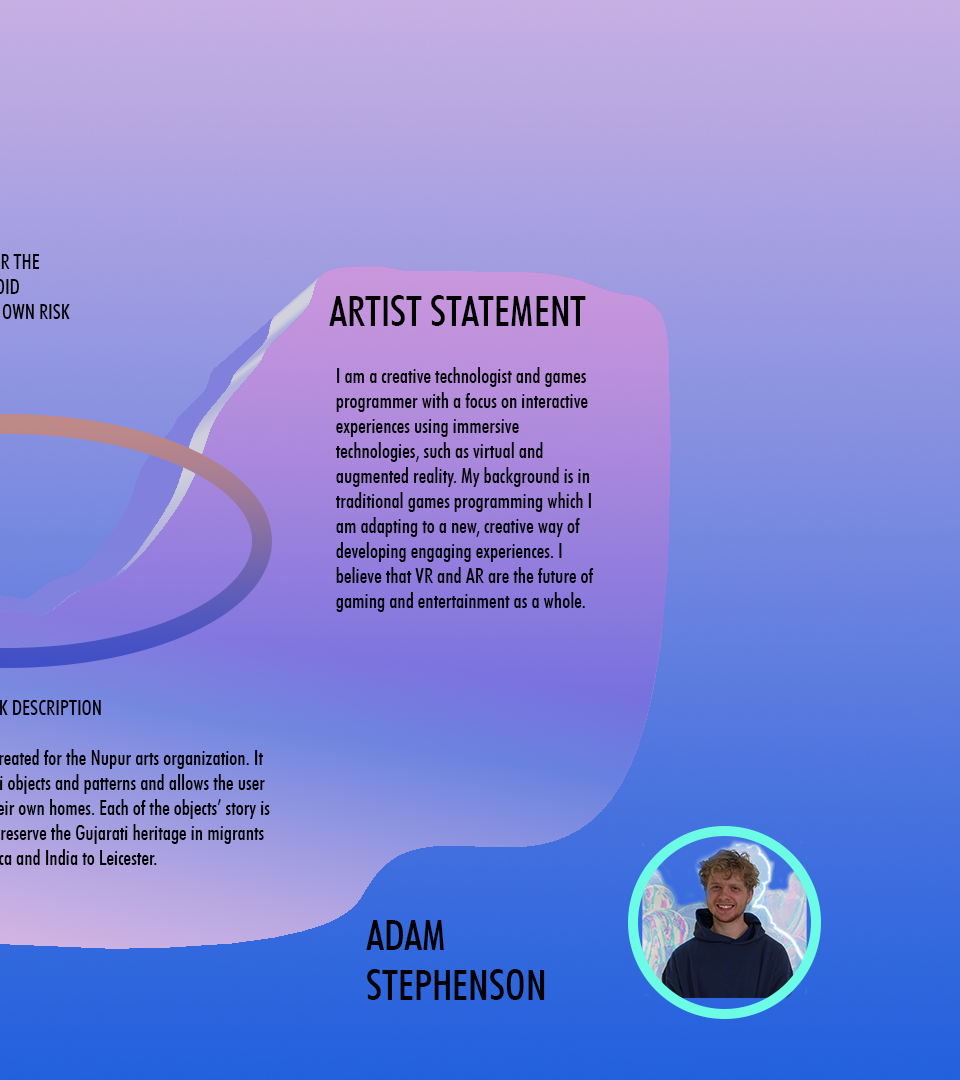 R THE
OID
OWN RISK
ARTIST STATEMENT
I am a creative technologist and games
programmer with a focus on interactive
experiences using immersive
technologies, such as virtual and
augmented reality. My background is in
traditional games programming which I
am adapting to a new, creative way of
developing engaging experiences. I
believe that VR and AR are the future of
gaming and entertainment as a whole.
K DESCRIPTION
reated for the Nupur arts organization. It
i objects and patterns and allows the user
eir own homes. Each of the objects’ story is
reserve the Gujarati heritage in migrants
ca and India to Leicester.
ADAM
STEPHENSON